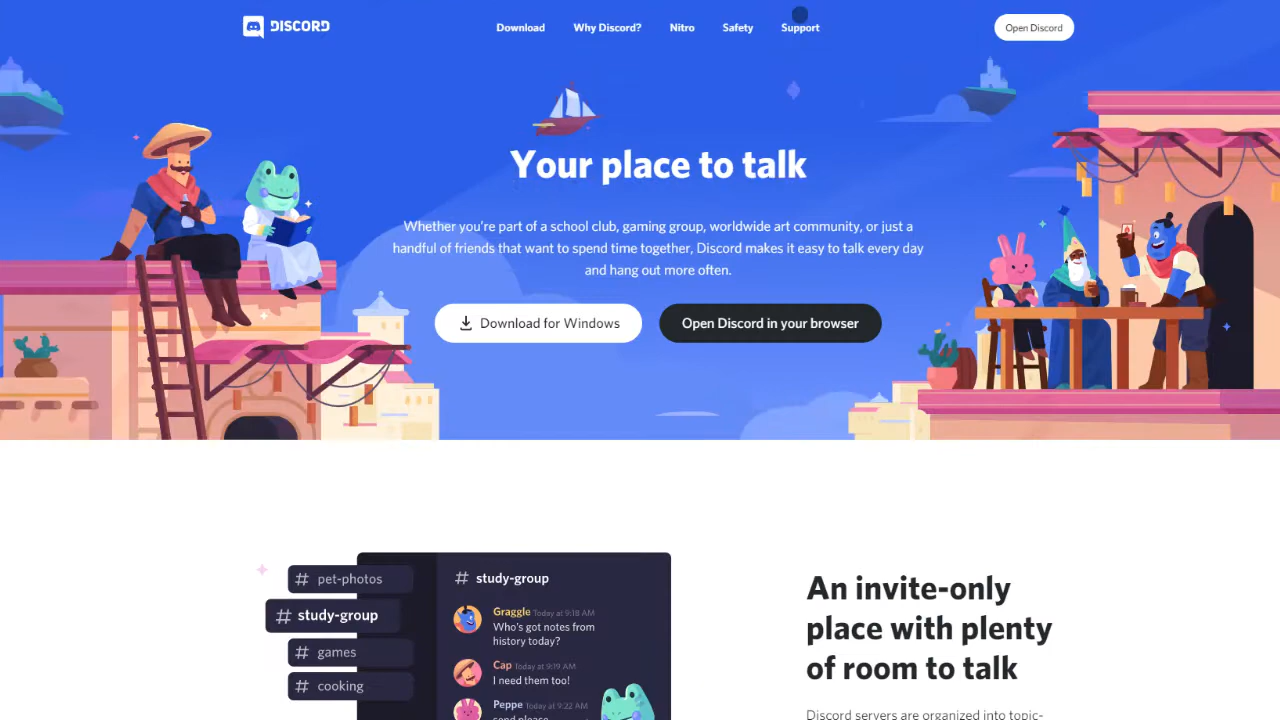 DISCORD
Download
Why Discord?
Nitro
Safety
Support
Open Discord
Your place to talk
Whether you're part of a school club, gaming group, worldwide art community, or just a
handful of friends that want to spend time together, Discord makes it easy to talk every day
and hang out more often.
Download for Windows
Open Discord in your browser
# pet-photos
# study-group
# games
# cooking
# study-group
Graggle Today at 9:18 AM
Who's got notes from
history today?
Cap Today at 9:19 AM
I need them too!
Peppe Today at 9:22 AM
send please
An invite-only
place with plenty
of room to talk
Discord servers are organized into topic-